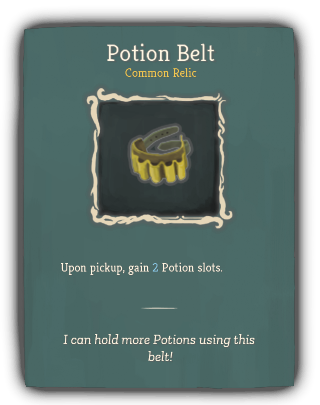 Potion Belt
Common Relic
Upon pickup, gain 2 Potion slots.
I can hold more Potions using this
belt!